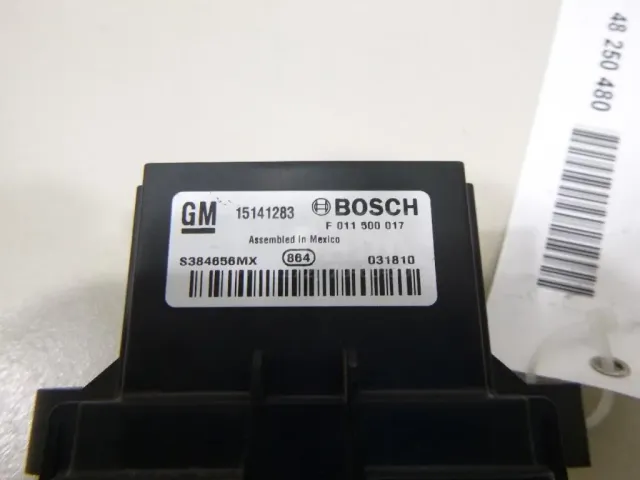 GM 15141283 BOSCH
F 011 500 017
Assembled in Mexico
S384656MX 864 031810
48 250 480